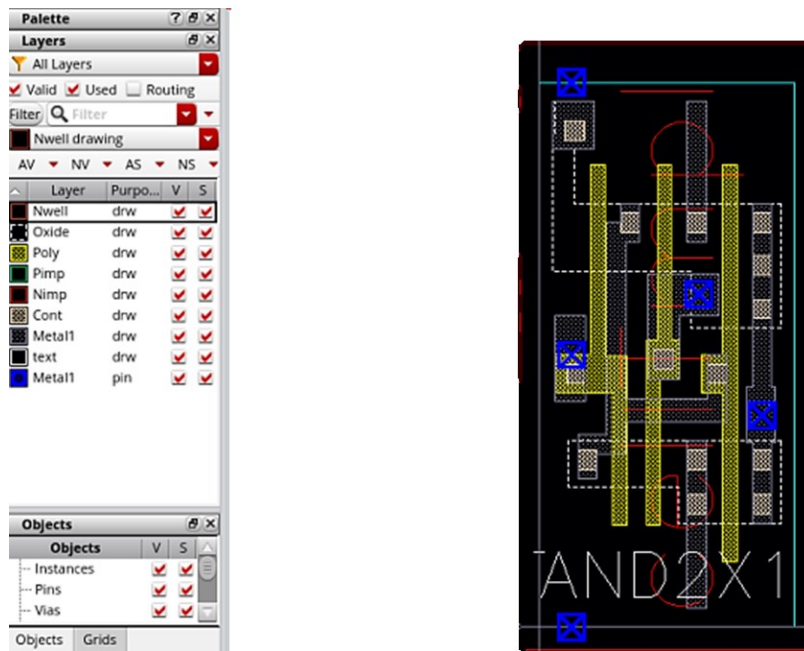 Palette ?
Layers
All Layers
Valid Used Routing
Filter Filter
Nwell drawing
AV NV AS NS
Layer Purpo... V S
Nwell drw
Oxide drw
Poly drw
Pimp drw
Nimp drw
Cont drw
Metal1 drw
text drw
Metal1 pin
Objects
Objects V S
Instances
Pins
Vias
Objects Grids
AND2X1